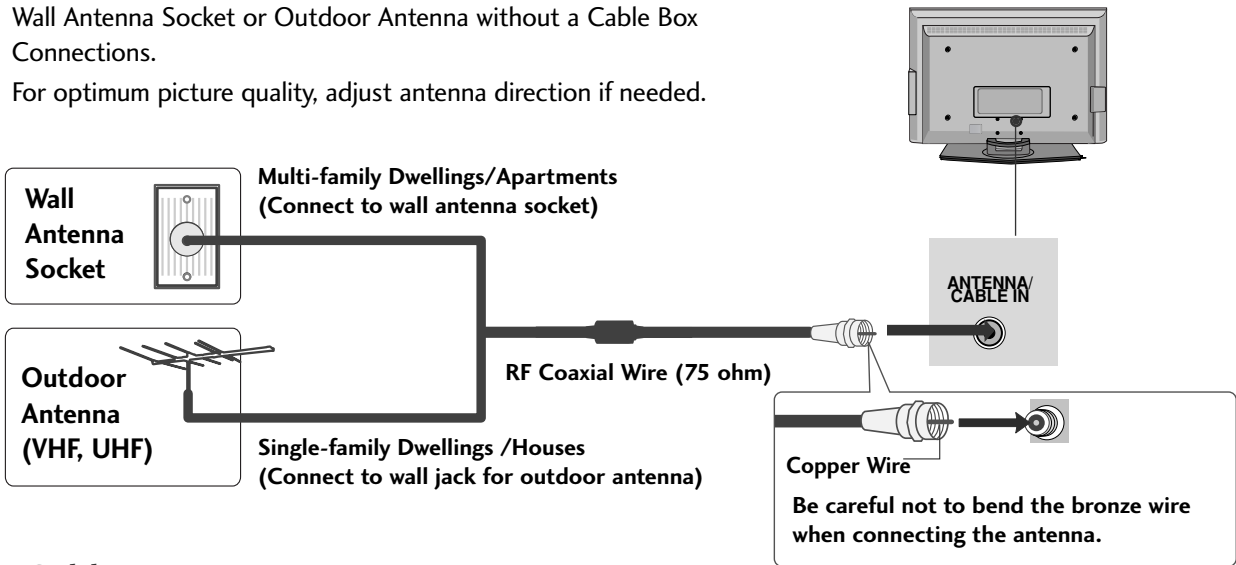 Wall Antenna Socket or Outdoor Antenna without a Cable Box
Connections.
For optimum picture quality, adjust antenna direction if needed.
Wall
Antenna
Socket
Multi-family Dwellings/Apartments
(Connect to wall antenna socket)
ANTENNA/
CABLE IN
Outdoor
Antenna
(VHF, UHF)
RF Coaxial Wire (75 ohm)
Single-family Dwellings /Houses
(Connect to wall jack for outdoor antenna)
Copper Wire
Be careful not to bend the bronze wire
when connecting the antenna.